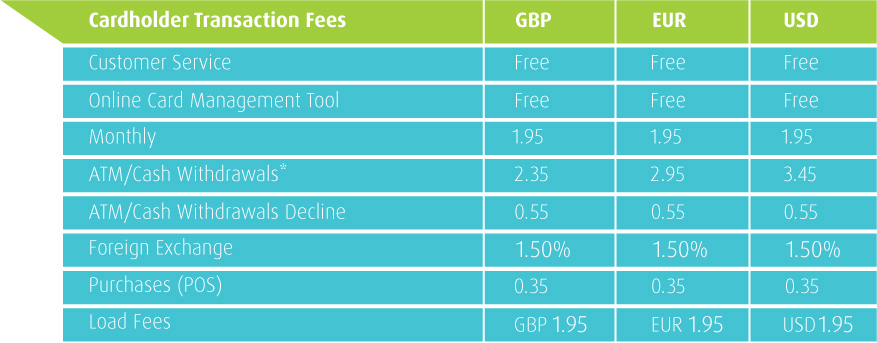 Cardholder Transaction Fees GBP EUR USD
Customer Service Free Free Free
Online Card Management Tool Free Free Free
Monthly 1.95 1.95 1.95
ATM/Cash Withdrawals* 2.35 2.95 3.45
ATM/Cash Withdrawals Decline 0.55 0.55 0.55
Foreign Exchange 1.50% 1.50% 1.50%
Purchases (POS) 0.35 0.35 0.35
Load Fees GBP 1.95 EUR 1.95 USD 1.95